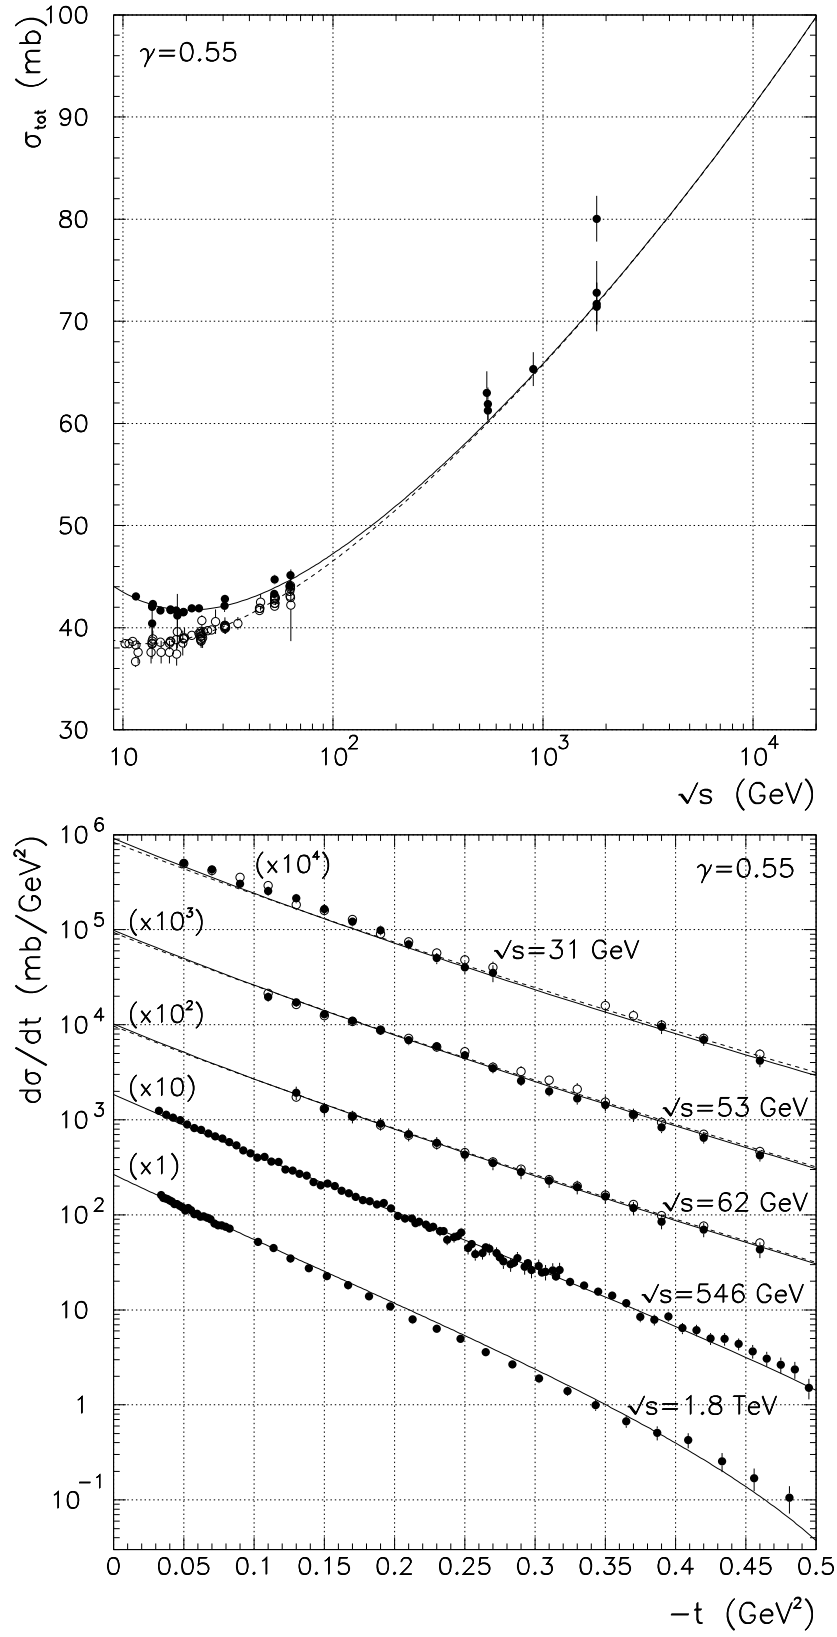 γ=0.55
σtot (mb)
100
90
80
70
60
50
40
30
10
10²
10³
10⁴
√s (GeV)
γ=0.55
dσ/dt (mb/GeV²)
10⁶
10⁵
10⁴
10³
10²
10
1
10⁻¹
(x10⁴)
(x10³)
(x10²)
(x10)
(x1)
√s=31 GeV
√s=53 GeV
√s=62 GeV
√s=546 GeV
√s=1.8 TeV
0 0.05 0.1 0.15 0.2 0.25 0.3 0.35 0.4 0.45 0.5
−t (GeV²)